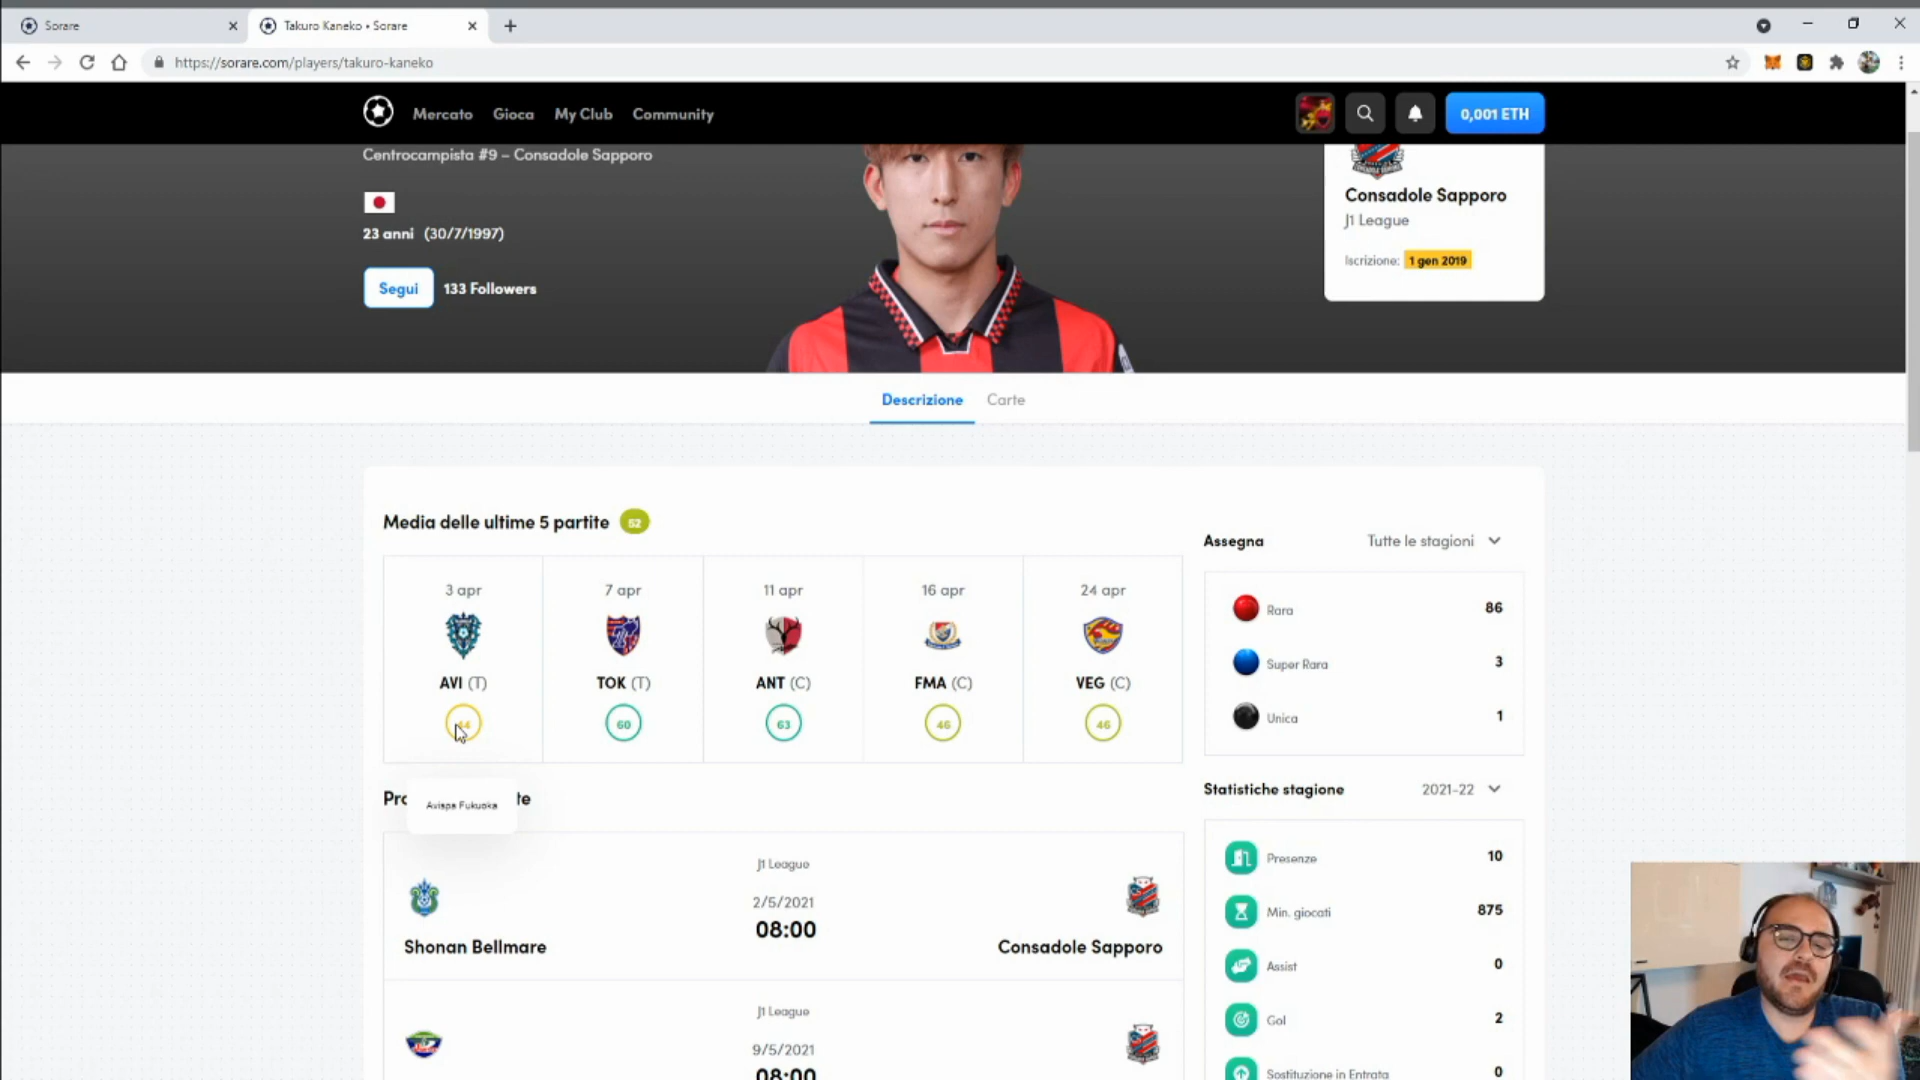 Sorare
Takuro Kaneko • Sorare
https://sorare.com/players/takuro-kaneko
Mercato Gioca My Club Community
0,001 ETH
Centrocampista #9 – Consadole Sapporo
23 anni (30/7/1997)
Segui 133 Followers
Consadole Sapporo
J1 League
Iscrizione: 1 gen 2019
Descrizione Carte
Media delle ultime 5 partite 52
3 apr 7 apr 11 apr 16 apr 24 apr
AVI (T) TOK (T) ANT (C) FMA (C) VEG (C)
60 63 46 46
Avispa Fukuoka
J1 League
2/5/2021
08:00
Shonan Bellmare Consadole Sapporo
J1 League
9/5/2021
08:00
Assegna Tutte le stagioni
Rara 86
Super Rara 3
Unica 1
Statistiche stagione 2021-22
Presenze 10
Min. giocati 875
Assist 0
Gol 2
Sostituzione in Entrata 0